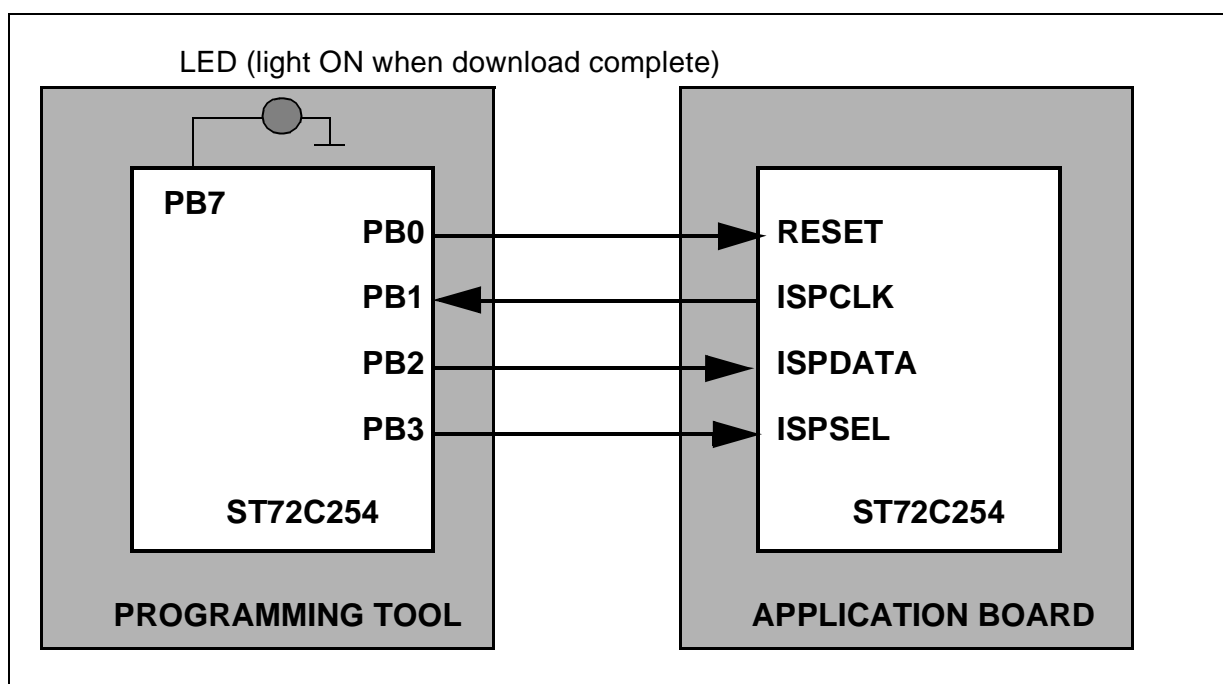 LED (light ON when download complete)
PB7
PB0
PB1
PB2
PB3
ST72C254
PROGRAMMING TOOL
RESET
ISPCLK
ISPDATA
ISPSEL
ST72C254
APPLICATION BOARD